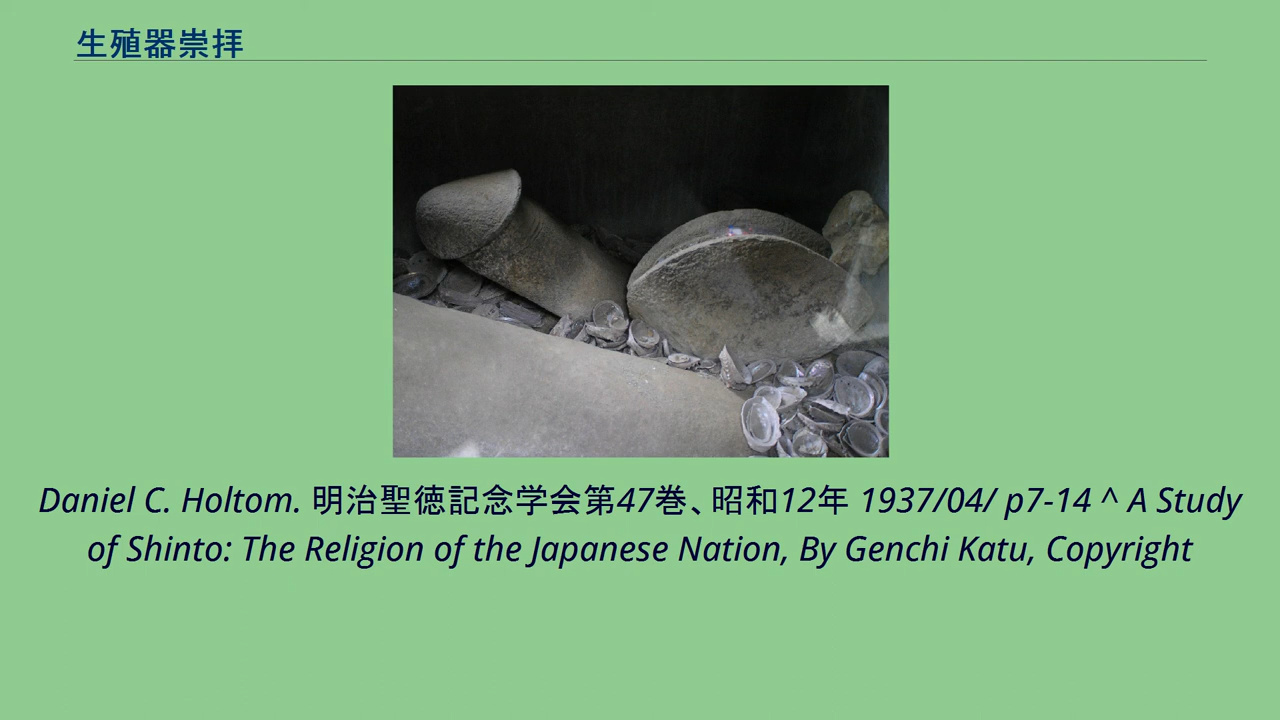 生殖器崇拝
Daniel C. Holtom. 明治聖徳記念学会第47巻、昭和12年 1937/04/ p7-14 ^ A Study
of Shinto: The Religion of the Japanese Nation, By Genchi Katu, Copyright